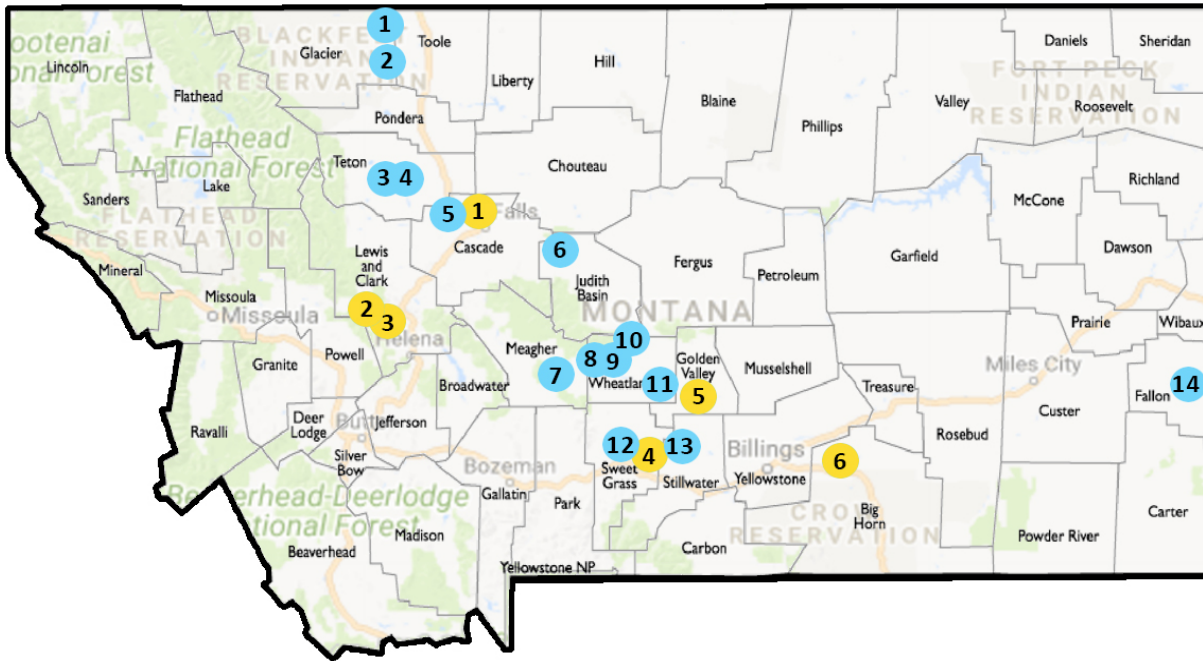 1
BLACKFE
INDIAN
RESERVATION
2
Glacier
Toole
Liberty
Hill
Blaine
Phillips
Valley
Daniels
Sheridan
FORT PECK
INDIAN
RESERVATION
Roosevelt
ootenai
onal Forest
Lincoln
Flathead
Pondera
Flathead
National Forest
Teton
3 4
Chouteau
Lake
Sanders
FLATHEAD
RESERVATION
5
1
Falls
Cascade
6
Judith
Basin
Fergus
Petroleum
Garfield
McCone
Richland
Dawson
Mineral
Missoula
Missoula
Lewis
and
Clark
2
3
Helena
MONTANA
Prairie
Wibaux
Granite
Powell
Broadwater
Meagher
7
8
9
10
Wheatlan
11
Golden
Valley
5
Musselshell
Treasure
Miles City
Custer
Fallon
14
Ravalli
Deer
Lodge
Butt
Silver
Bow
Jefferson
Bozeman
Gallatin
Park
12
4
13
Sweet
Grass
Stillwater
Billings
Yellowstone
6
Rosebud
Beaverhead-Deerlodge
National Forest
Beaverhead
Madison
Yellowstone NP
Carbon
CROW
RESERVATION
Big
Horn
Powder River
Carter